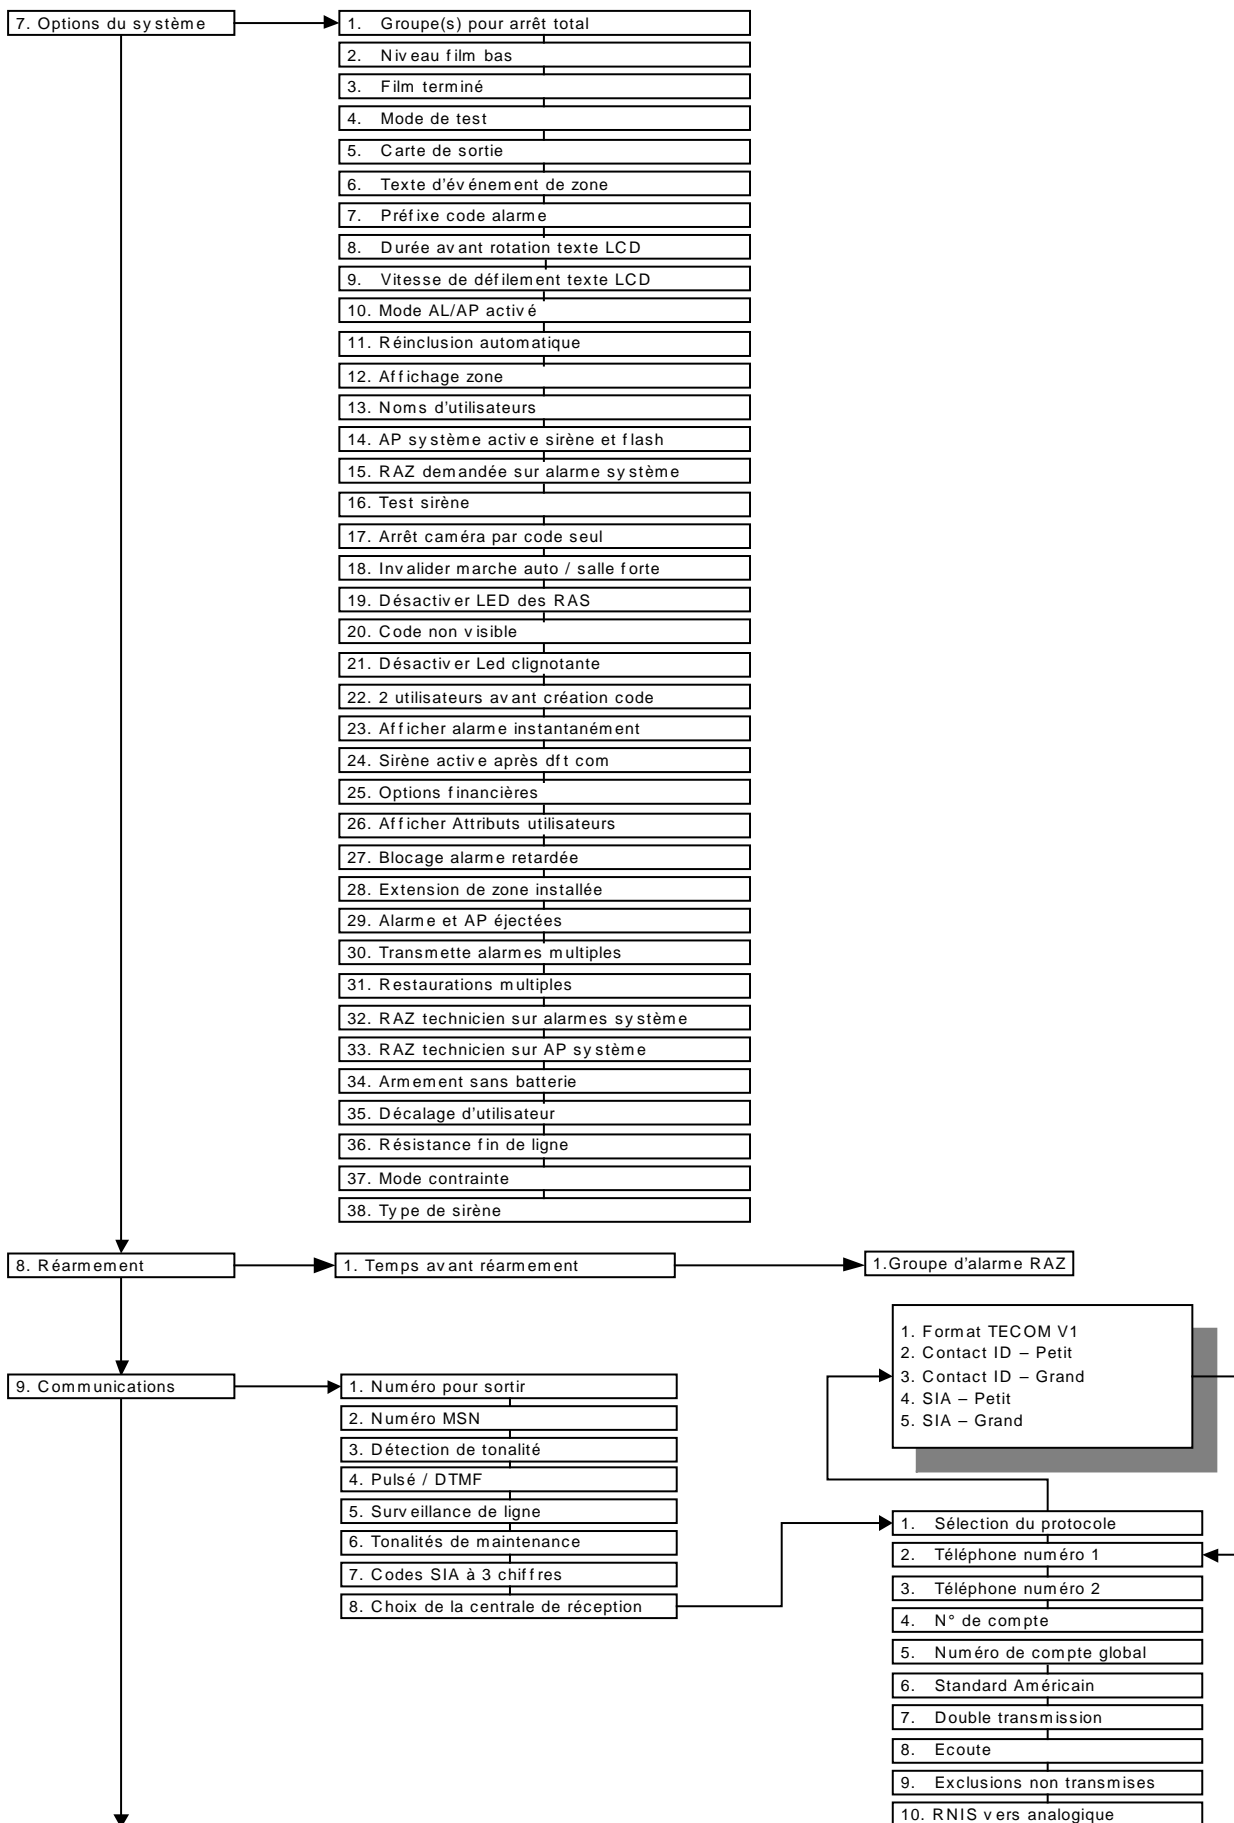 7. Options du système
1. Groupe(s) pour arrêt total
2. Niveau film bas
3. Film terminé
4. Mode de test
5. Carte de sortie
6. Texte d'événement de zone
7. Préfixe code alarme
8. Durée avant rotation texte LCD
9. Vitesse de défilement texte LCD
10. Mode AL/AP activé
11. Réinclusion automatique
12. Affichage zone
13. Noms d'utilisateurs
14. AP système active sirène et flash
15. RAZ demandée sur alarme système
16. Test sirène
17. Arrêt caméra par code seul
18. Invalider marche auto / salle forte
19. Désactiver LED des RAS
20. Code non visible
21. Désactiver Led clignotante
22. 2 utilisateurs avant création code
23. Afficher alarme instantanément
24. Sirène active après dft com
25. Options financières
26. Afficher Attributs utilisateurs
27. Blocage alarme retardée
28. Extension de zone installée
29. Alarme et AP éjectées
30. Transmette alarmes multiples
31. Restaurations multiples
32. RAZ technicien sur alarmes système
33. RAZ technicien sur AP système
34. Armement sans batterie
35. Décalage d'utilisateur
36. Résistance fin de ligne
37. Mode contrainte
38. Type de sirène
8. Réarmement
1. Temps avant réarmement
1.Groupe d'alarme RAZ
9. Communications
1. Numéro pour sortir
2. Numéro MSN
3. Détection de tonalité
4. Pulsé / DTMF
5. Surveillance de ligne
6. Tonalités de maintenance
7. Codes SIA à 3 chiffres
8. Choix de la centrale de réception
1. Format TECOM V1
2. Contact ID – Petit
3. Contact ID – Grand
4. SIA – Petit
5. SIA – Grand
1. Sélection du protocole
2. Téléphone numéro 1
3. Téléphone numéro 2
4. N° de compte
5. Numéro de compte global
6. Standard Américain
7. Double transmission
8. Ecoute
9. Exclusions non transmises
10. RNIS vers analogique